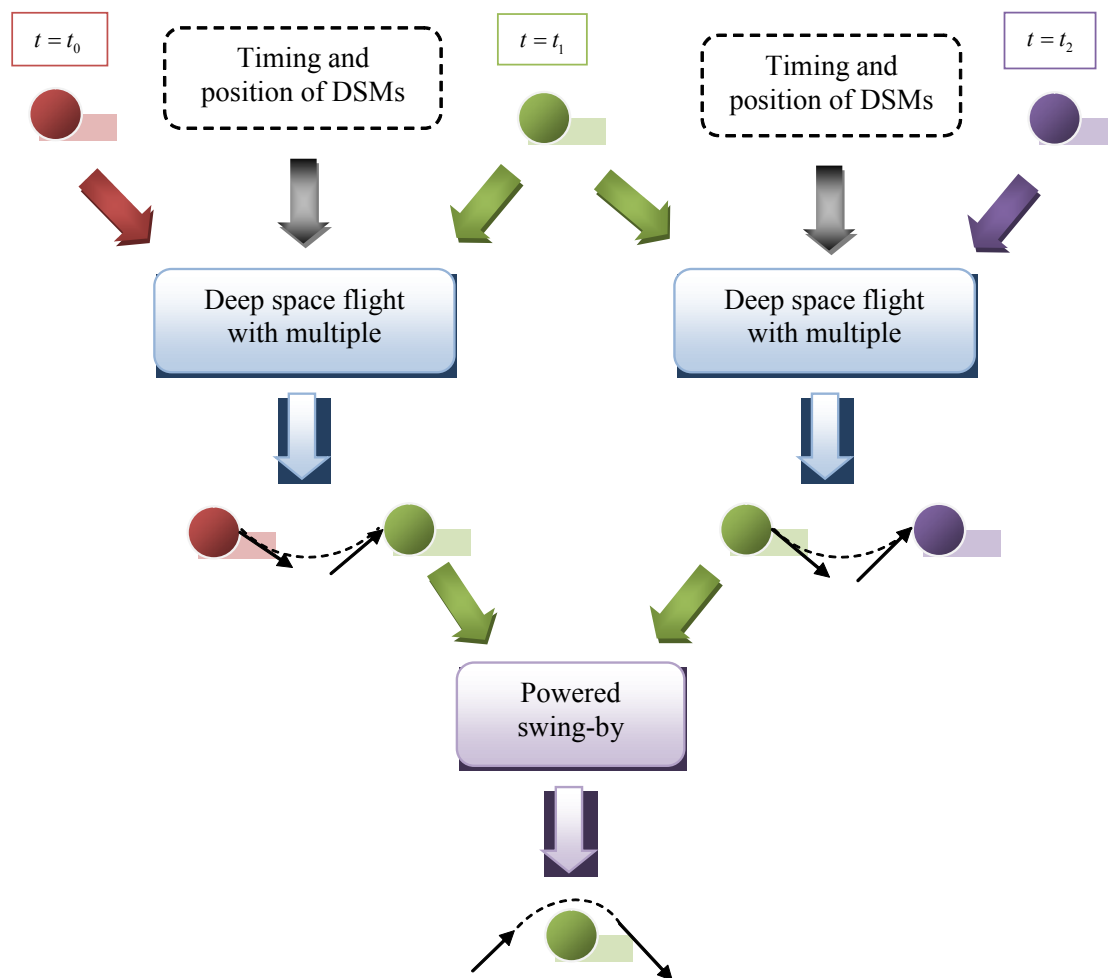 t = t₀
Timing and
position of DSMs
t = t₁
Timing and
position of DSMs
t = t₂
Deep space flight
with multiple
Deep space flight
with multiple
Powered
swing-by